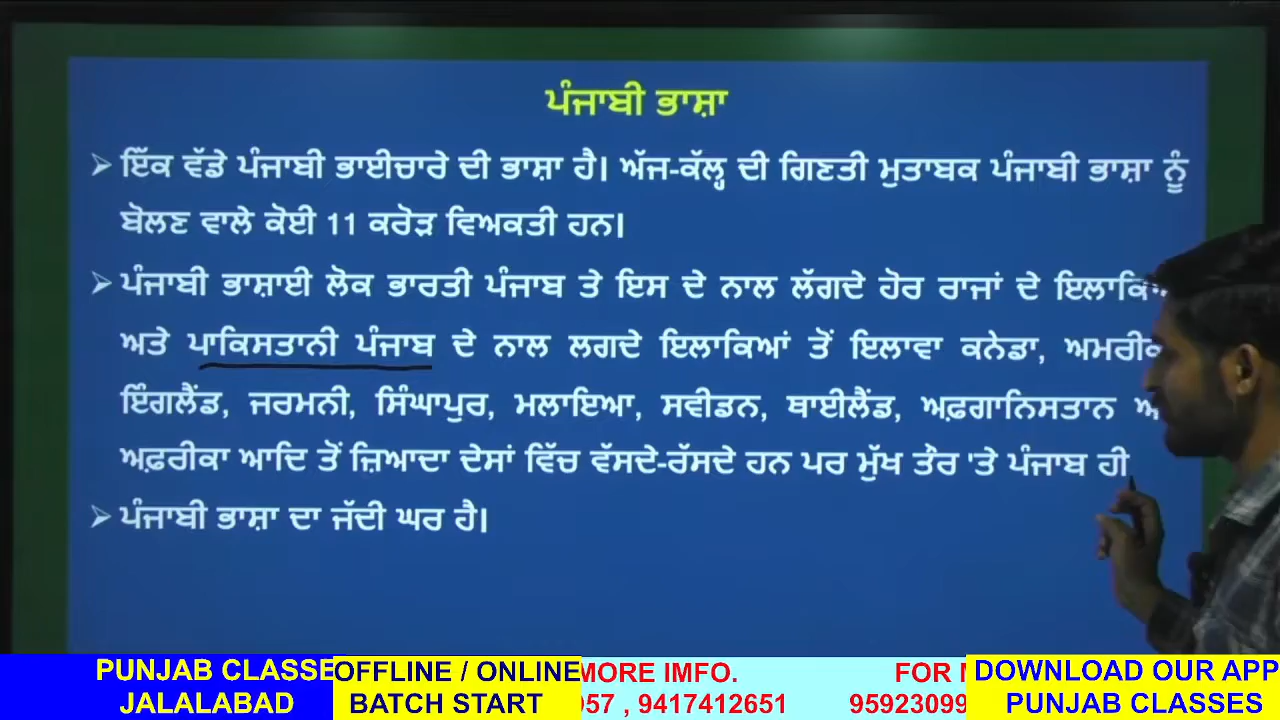 ਪੰਜਾਬੀ ਭਾਸ਼ਾ
➢ ਇੱਕ ਵੱਡੇ ਪੰਜਾਬੀ ਭਾਈਚਾਰੇ ਦੀ ਭਾਸ਼ਾ ਹੈ। ਅੱਜ-ਕੱਲ੍ਹ ਦੀ ਗਿਣਤੀ ਮੁਤਾਬਕ ਪੰਜਾਬੀ ਭਾਸ਼ਾ ਨੂੰ
ਬੋਲਣ ਵਾਲੇ ਕੋਈ 11 ਕਰੋੜ ਵਿਅਕਤੀ ਹਨ।
➢ ਪੰਜਾਬੀ ਭਾਸ਼ਾਈ ਲੋਕ ਭਾਰਤੀ ਪੰਜਾਬ ਤੇ ਇਸ ਦੇ ਨਾਲ ਲੱਗਦੇ ਹੋਰ ਰਾਜਾਂ ਦੇ
ਅਤੇ ਪਾਕਿਸਤਾਨੀ ਪੰਜਾਬ ਦੇ ਨਾਲ ਲਗਦੇ ਇਲਾਕਿਆਂ ਤੋਂ ਇਲਾਵਾ ਕਨੇਡਾ,
ਇੰਗਲੈਂਡ, ਜਰਮਨੀ, ਸਿੰਘਾਪੁਰ, ਮਲਾਇਆ, ਸਵੀਡਨ, ਥਾਈਲੈਂਡ, ਅਫ਼ਗਾਨਿਸਤਾਨ
ਅਫ਼ਰੀਕਾ ਆਦਿ ਤੋਂ ਜ਼ਿਆਦਾ ਦੇਸਾਂ ਵਿੱਚ ਵੱਸਦੇ-ਰੱਸਦੇ ਹਨ ਪਰ ਮੁੱਖ ਤੌਰ 'ਤੇ ਪੰਜਾਬ ਹੀ
➢ ਪੰਜਾਬੀ ਭਾਸ਼ਾ ਦਾ ਜੱਦੀ ਘਰ ਹੈ।
PUNJAB CLASSE OFFLINE / ONLINE MORE IMFO. FOR DOWNLOAD OUR APP
JALALABAD BATCH START 057 , 9417412651 95923099 PUNJAB CLASSES